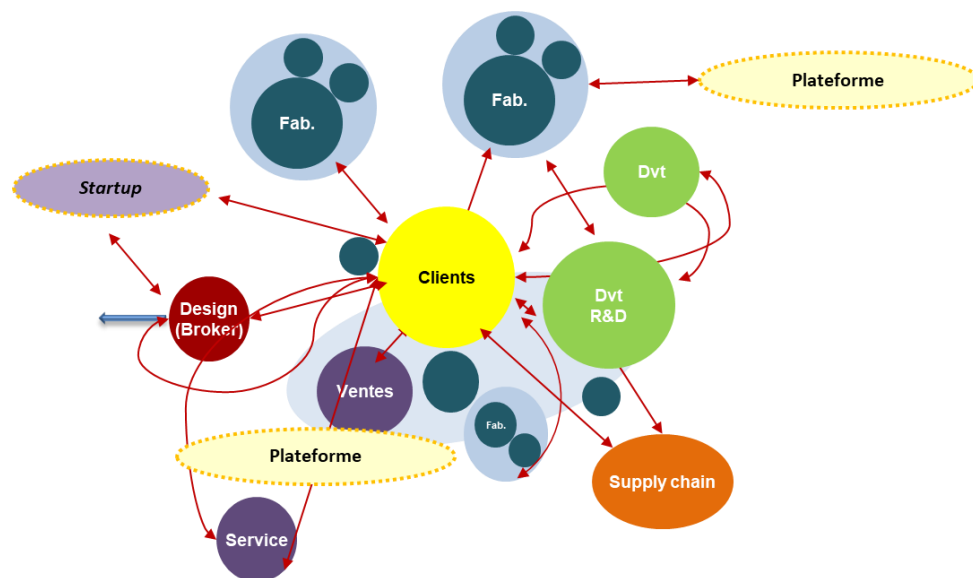 Fab.
Fab.
Plateforme
Startup
Dvt
Clients
Design
(Broker)
Dvt
R&D
Ventes
Fab.
Plateforme
Supply chain
Service